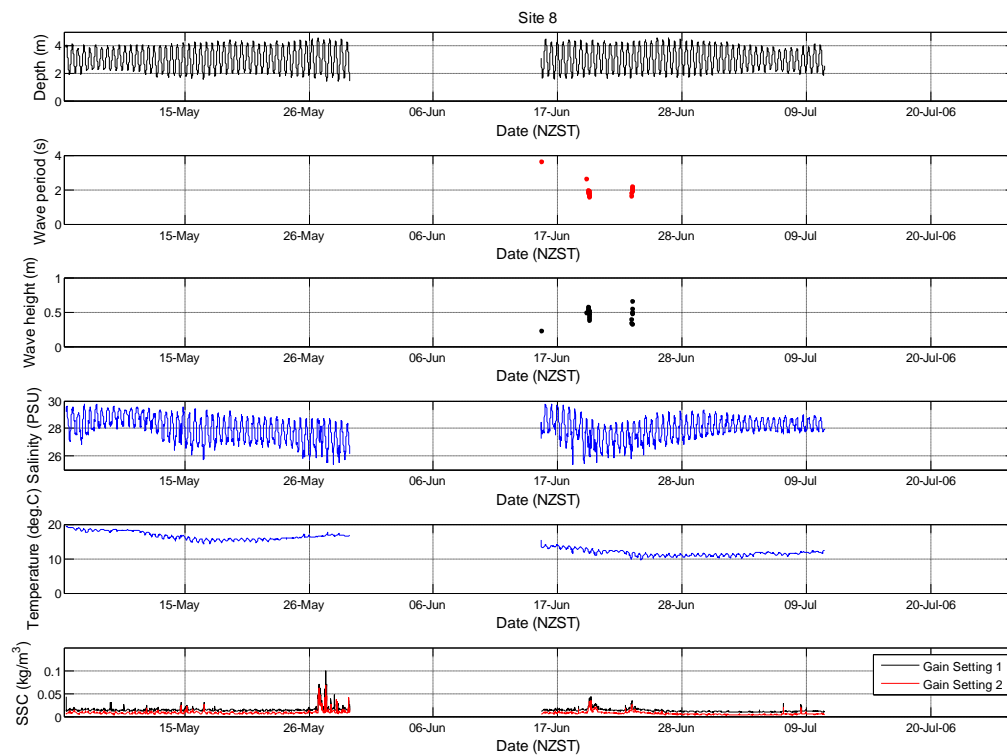 Site 8
4
2
0
Depth (m)
15-May 26-May 06-Jun 17-Jun 28-Jun 09-Jul 20-Jul-06
Date (NZST)
4
2
0
Wave period (s)
15-May 26-May 06-Jun 17-Jun 28-Jun 09-Jul 20-Jul-06
Date (NZST)
1
0.5
0
Wave height (m)
15-May 26-May 06-Jun 17-Jun 28-Jun 09-Jul 20-Jul-06
Date (NZST)
30
28
26
Salinity (PSU)
15-May 26-May 06-Jun 17-Jun 28-Jun 09-Jul 20-Jul-06
Date (NZST)
20
10
0
Temperature (deg.C)
15-May 26-May 06-Jun 17-Jun 28-Jun 09-Jul 20-Jul-06
Date (NZST)
0.1
0.05
0
SSC (kg/m³)
Gain Setting 1
Gain Setting 2
15-May 26-May 06-Jun 17-Jun 28-Jun 09-Jul 20-Jul-06
Date (NZST)